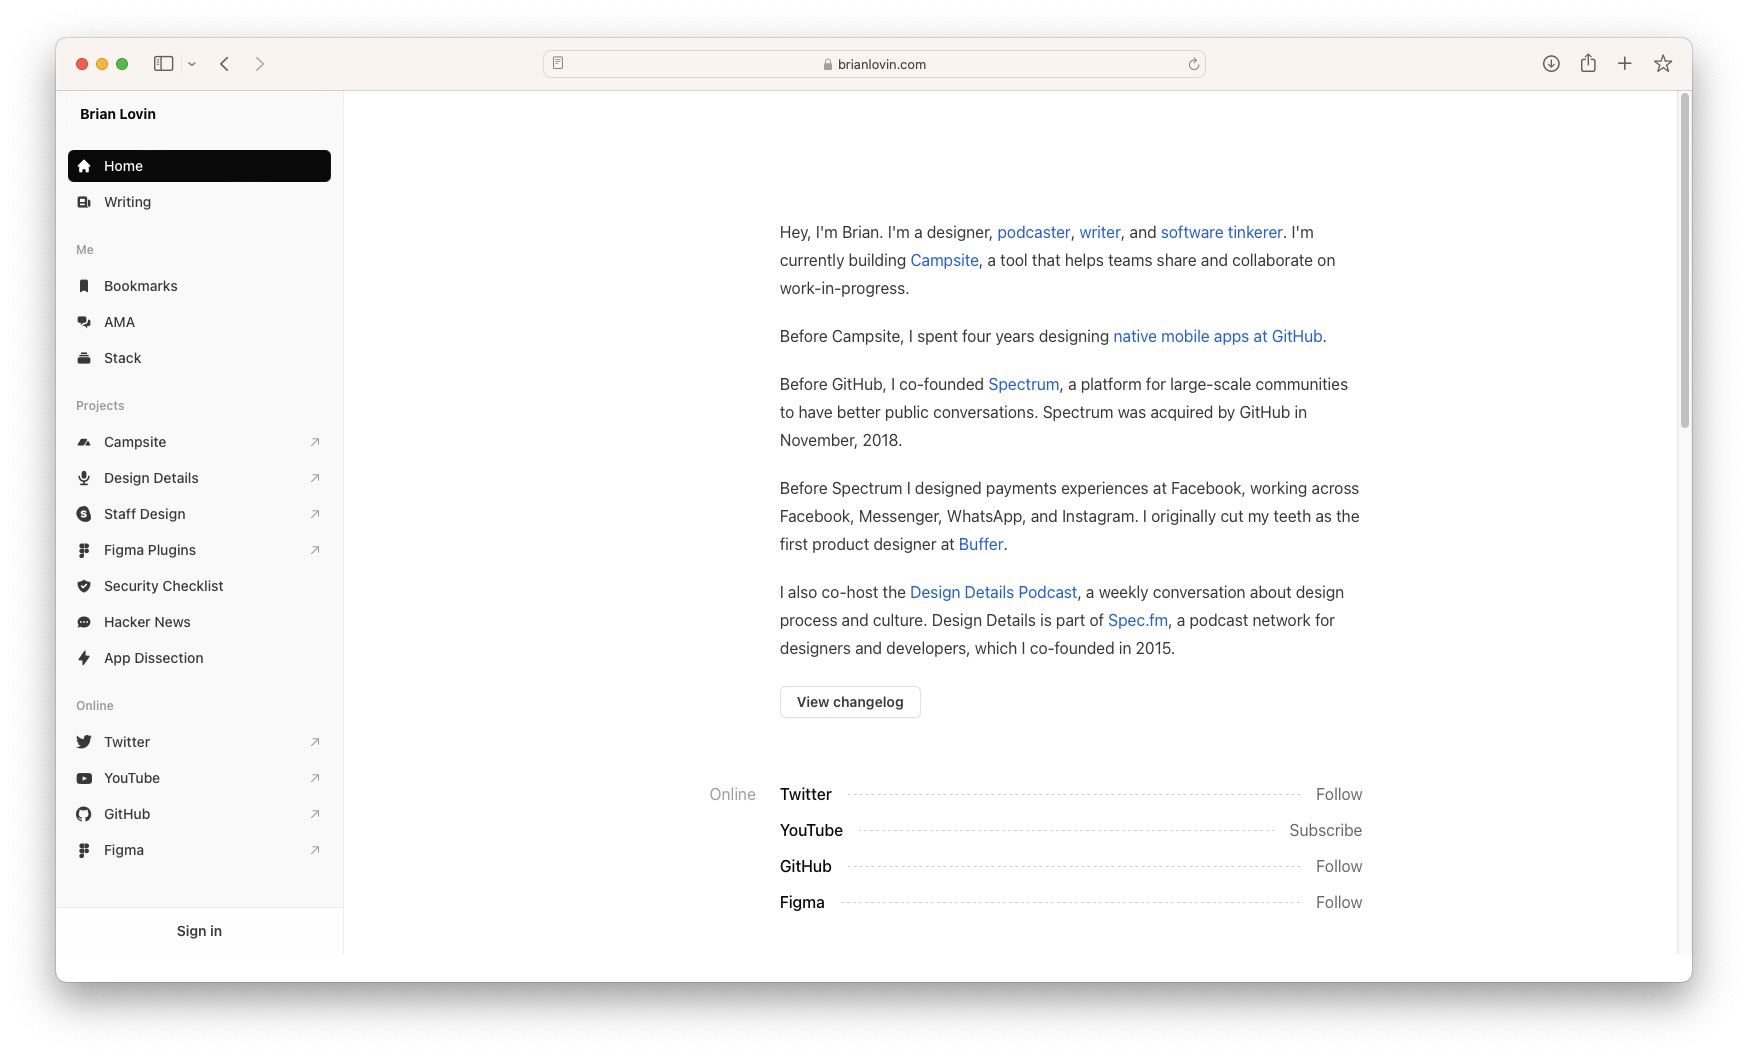 brianlovin.com
Brian Lovin
Home
Writing
Me
Bookmarks
AMA
Stack
Projects
Campsite
Design Details
Staff Design
Figma Plugins
Security Checklist
Hacker News
App Dissection
Online
Twitter
YouTube
GitHub
Figma
Sign in
Hey, I'm Brian. I'm a designer, podcaster, writer, and software tinkerer. I'm
currently building Campsite, a tool that helps teams share and collaborate on
work-in-progress.
Before Campsite, I spent four years designing native mobile apps at GitHub.
Before GitHub, I co-founded Spectrum, a platform for large-scale communities
to have better public conversations. Spectrum was acquired by GitHub in
November, 2018.
Before Spectrum I designed payments experiences at Facebook, working across
Facebook, Messenger, WhatsApp, and Instagram. I originally cut my teeth as the
first product designer at Buffer.
I also co-host the Design Details Podcast, a weekly conversation about design
process and culture. Design Details is part of Spec.fm, a podcast network for
designers and developers, which I co-founded in 2015.
View changelog
Online Twitter Follow
YouTube Subscribe
GitHub Follow
Figma Follow